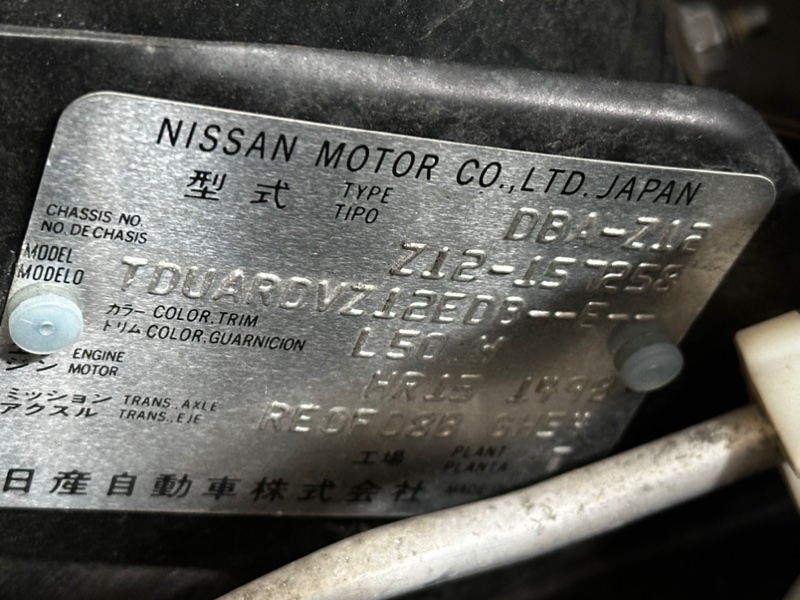 NISSAN MOTOR CO.,LTD. JAPAN
型式 TYPE TIPO DBA-Z12
CHASSIS NO. NO. DE CHASIS Z12-157258
MODEL MODELO TDUARDVZ12EDB--E--
カラー COLOR.TRIM
トリム COLOR.GUARNICION L50 W
ENGINE MOTOR HR15 1498
ミッション TRANS.AXLE
アクスル TRANS.EJE RE0F08B GH54
工場 PLANT PLANTA T
日産自動車株式会社